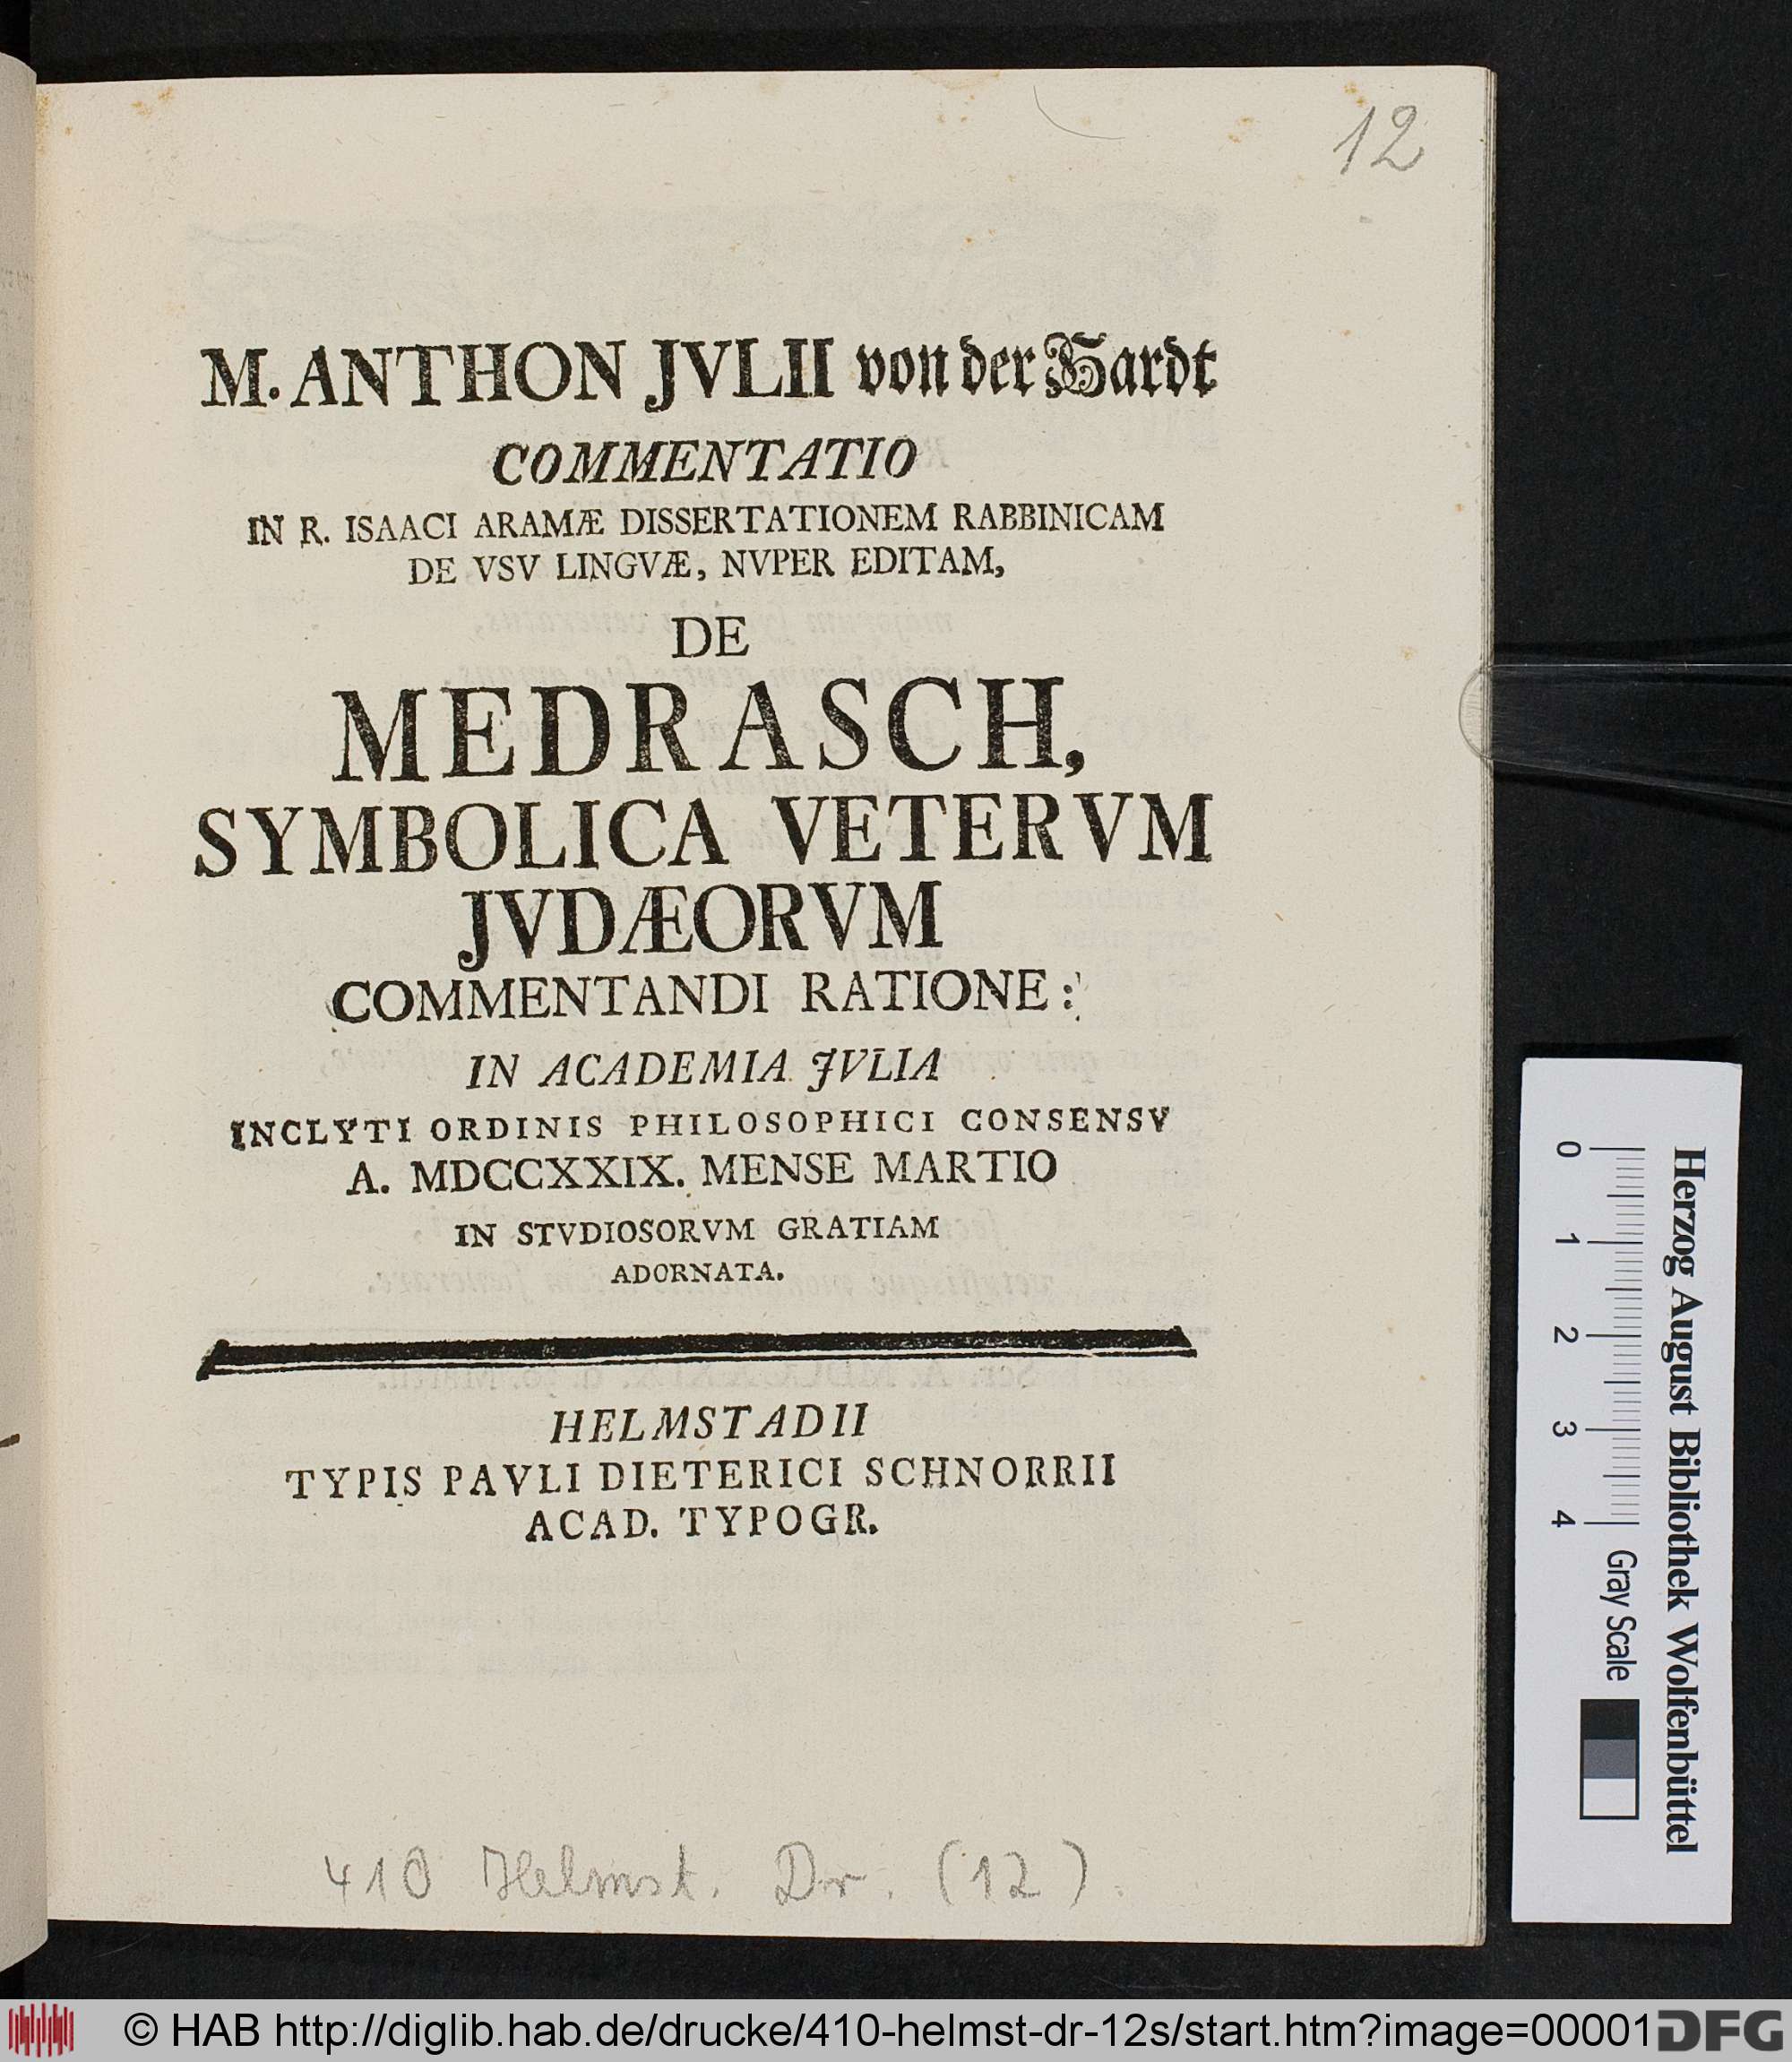 12
M. ANTHON JVLII von der Hardt
COMMENTATIO
IN R. ISAACI ARAMÆ DISSERTATIONEM RABBINICAM
DE VSV LINGVÆ, NVPER EDITAM,
DE
MEDRASCH,
SYMBOLICA VETERVM
JVDÆORVM
COMMENTANDI RATIONE:
IN ACADEMIA JVLIA
INCLYTI ORDINIS PHILOSOPHICI CONSENSV
A. MDCCXXIX. MENSE MARTIO
IN STVDIOSORVM GRATIAM
ADORNATA.
HELMSTADII
TYPIS PAVLI DIETERICI SCHNORRII
ACAD. TYPOGR.
410 Helmst. Dr. (12).
Herzog August Bibliothek Wolfenbüttel
0 1 2 3 4 Gray Scale
© HAB http://diglib.hab.de/drucke/410-helmst-dr-12s/start.htm?image=00001
DFG